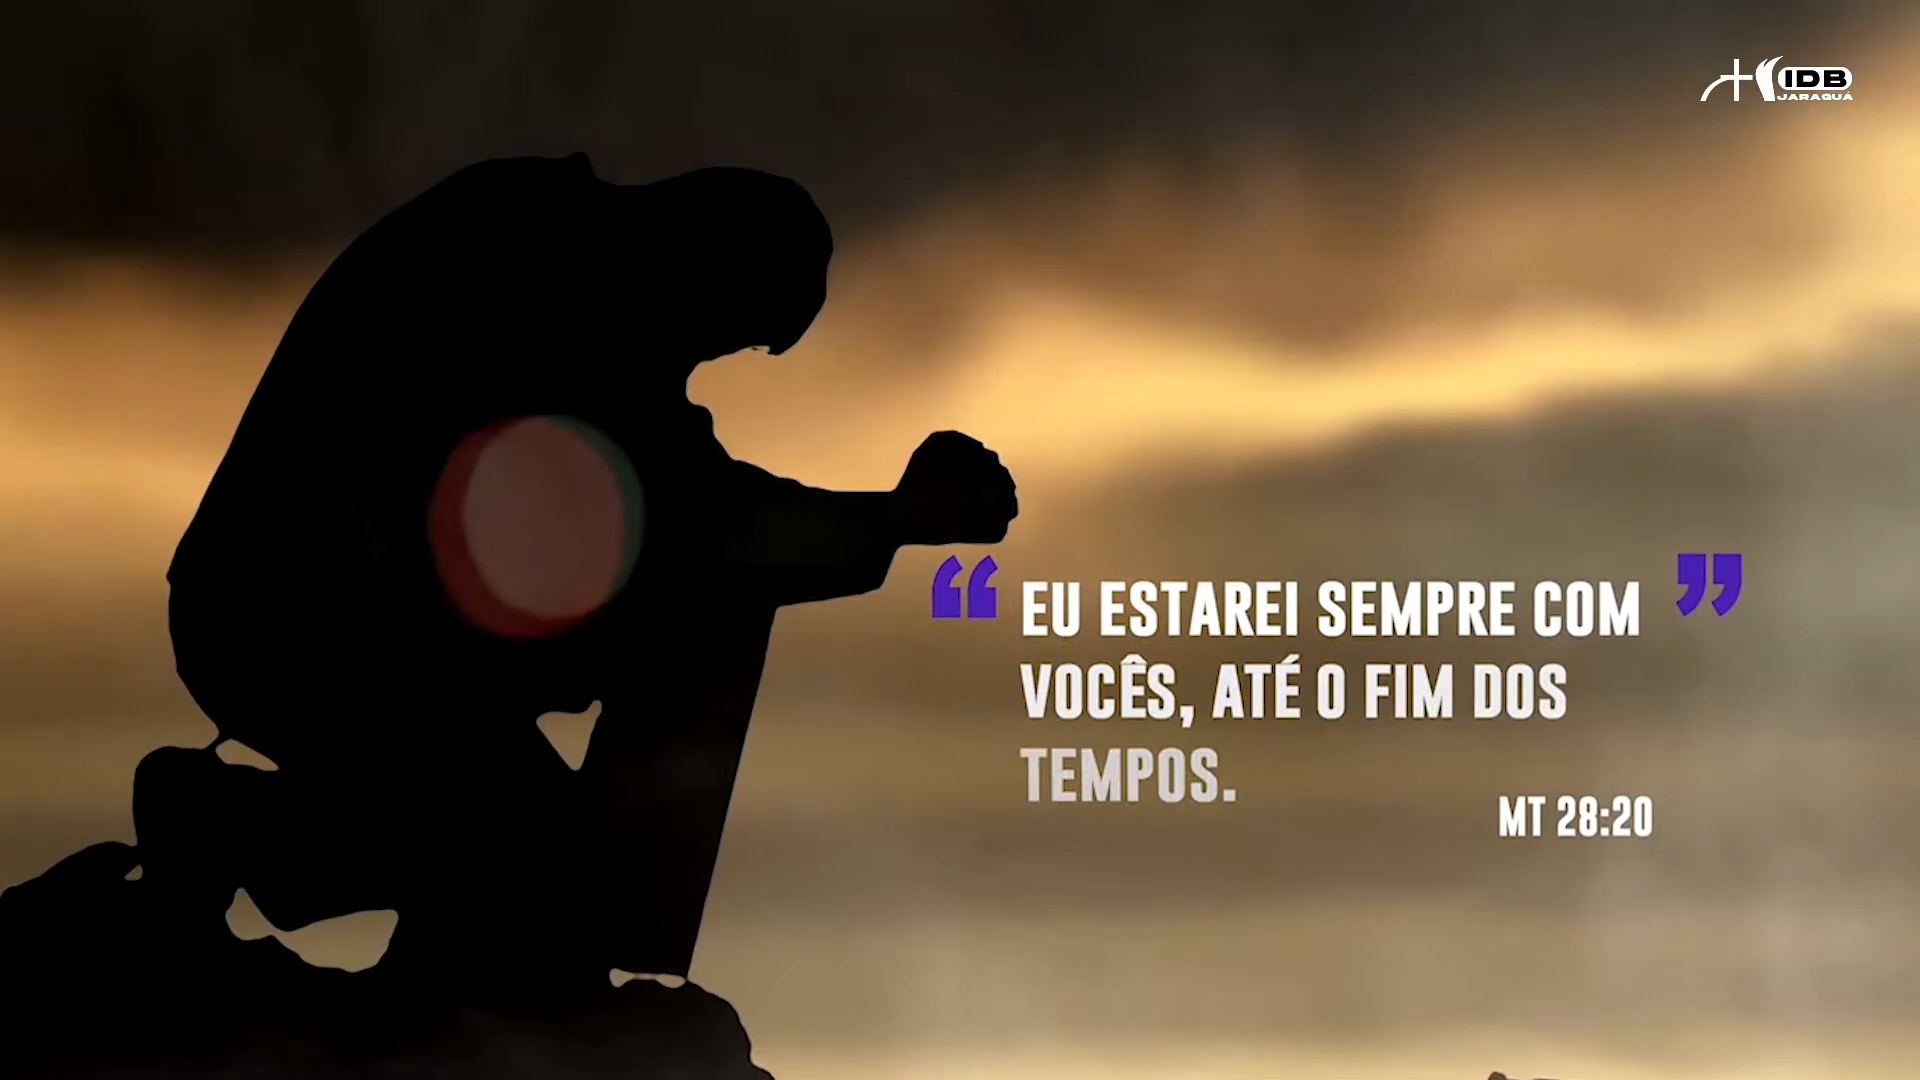 IDB
JARAGUÁ
“EU ESTAREI SEMPRE COM”
VOCÊS, ATÉ O FIM DOS
TEMPOS.
MT 28:20